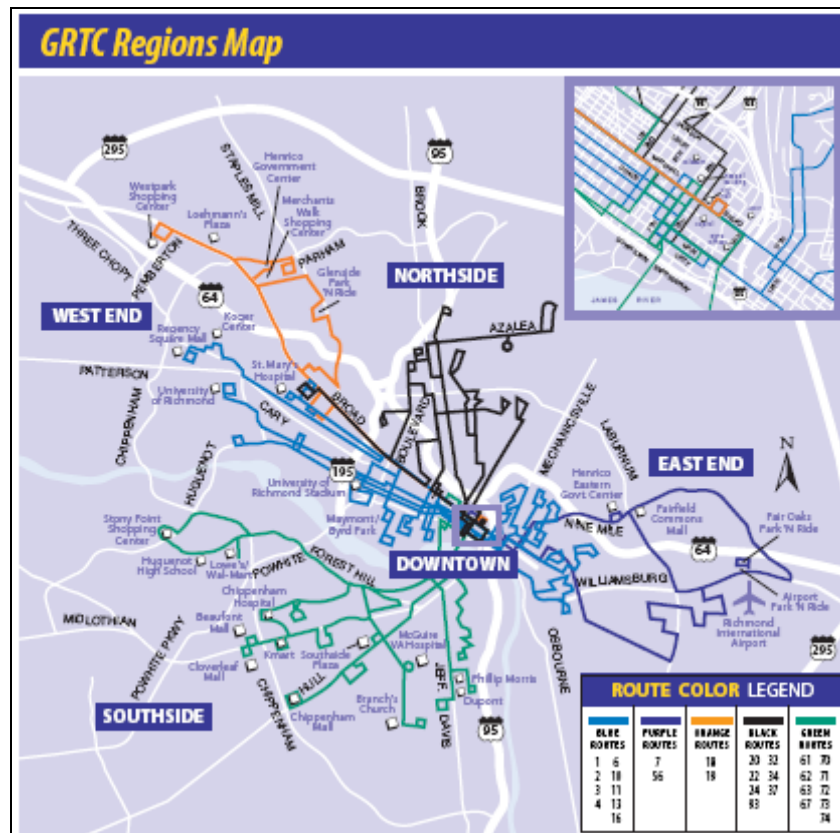 GRTC Regions Map
295
95
STAPLES MILL
Henrico
Government
Center
Merchants
Walk
Shopping
Center
BROOK
Westpark
Shopping
Center
Loehmann's
Plaza
THREE CHOPT
PEMBERTON
PARHAM
Glenside
Park
'N Ride
NORTHSIDE
JAMES RIVER
WEST END
64
Koger
Center
Regency
Square Mall
AZALEA
PATTERSON
St. Mary's
Hospital
University
of Richmond
BROAD
BOULEVARD
MECHANICSVILLE
LABURNUM
CHIPPENHAM
CARY
HUGUENOT
195
University of
Richmond Stadium
Henrico
Eastern
Govt. Center
EAST END
N
Stony Point
Shopping
Center
Maymont/
Byrd Park
NINE MILE
Fairfield
Commons
Mall
Fair Oaks
Park 'N Ride
64
Huguenot
High School
Lowe's/
Wal-Mart
POWHITE
FOREST HILL
DOWNTOWN
WILLIAMSBURG
Airport
Park 'N Ride
Chippenham
Hospital
MIDLOTHIAN
Beaufont
Mall
POWHITE PKWY
Kmart
Southside
Plaza
McGuire
VA Hospital
OSBOURNE
Richmond
International
Airport
295
Cloverleaf
Mall
CHIPPENHAM
HULL
JEFF. DAVIS
Phillip Morris
Dupont
SOUTHSIDE
Chippenham
Mall
Branch's
Church
95
ROUTE COLOR LEGEND
BLUE ROUTES
1 6
2 10
3 11
4 13
16
PURPLE ROUTES
7
56
ORANGE ROUTES
18
19
BLACK ROUTES
20 32
22 34
24 37
93
GREEN ROUTES
61 70
62 71
63 72
67 73
74